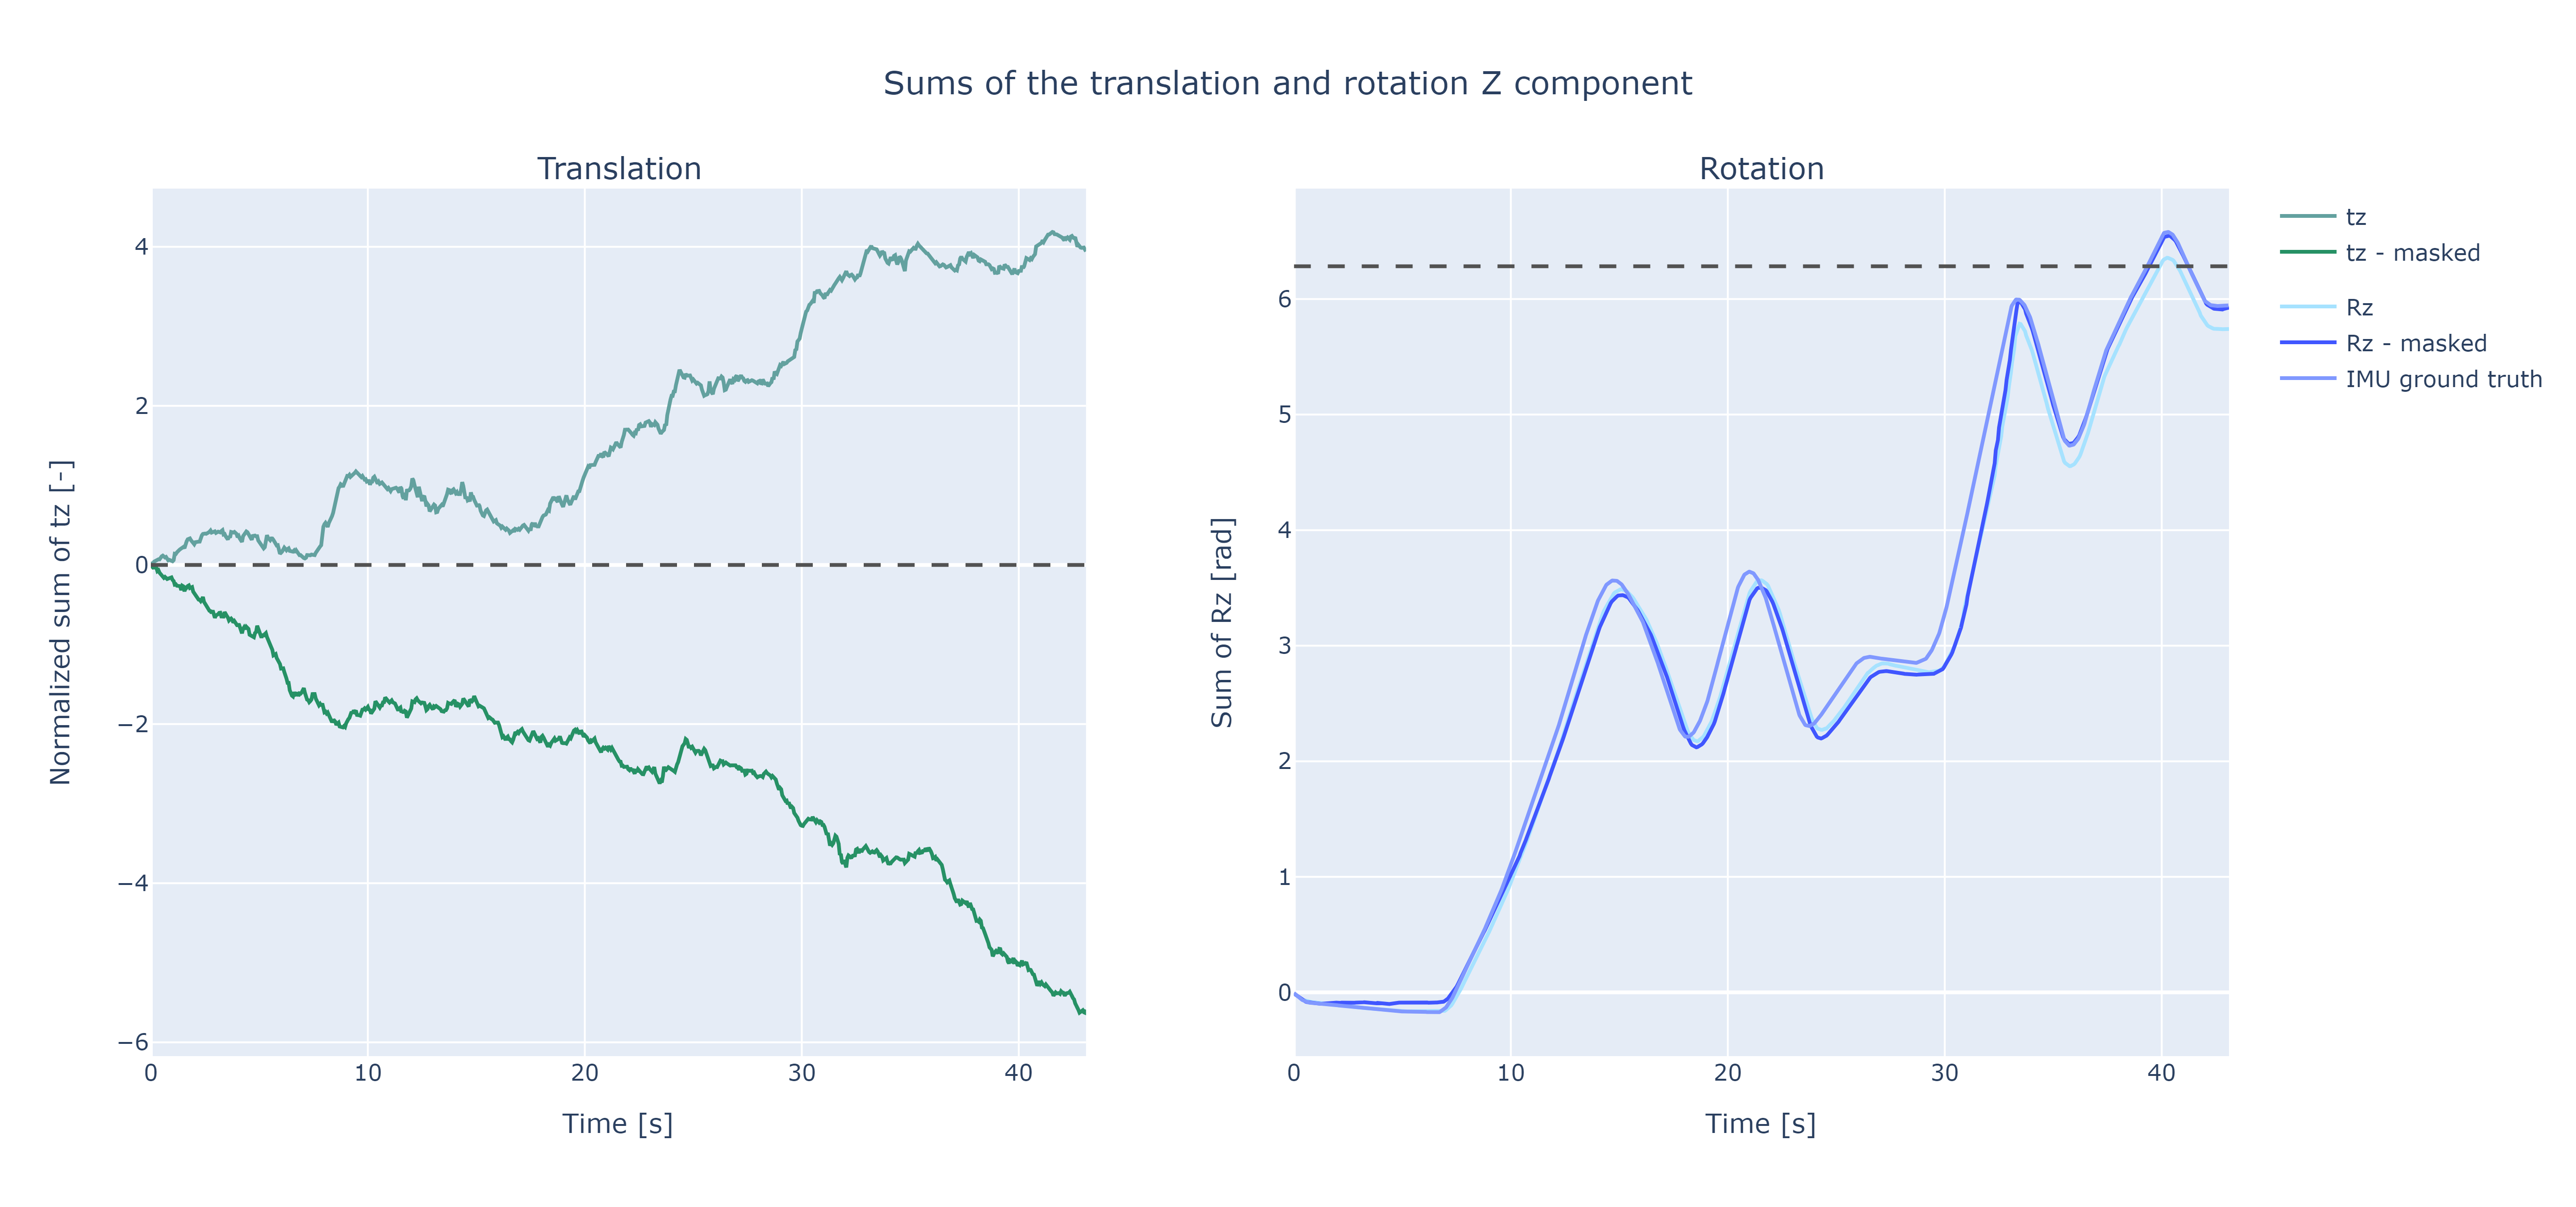 Sums of the translation and rotation Z component
Translation
Normalized sum of tz [-]
4
2
0
−2
−4
−6
0 10 20 30 40
Time [s]
Rotation
Sum of Rz [rad]
6
5
4
3
2
1
0
0 10 20 30 40
Time [s]
tz
tz - masked
Rz
Rz - masked
IMU ground truth